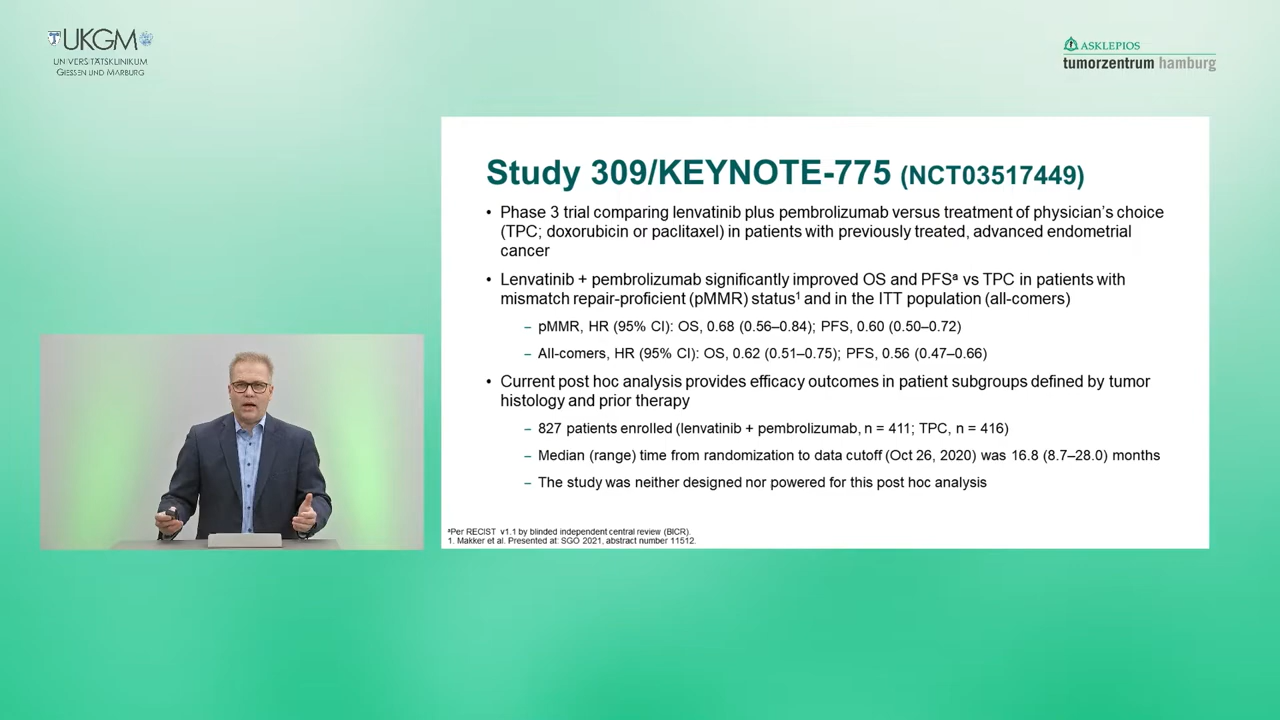 UKGM
UNIVERSITÄTSKLINIKUM
GIESSEN UND MARBURG
ASKLEPIOS
tumorzentrum hamburg
Study 309/KEYNOTE-775 (NCT03517449)
• Phase 3 trial comparing lenvatinib plus pembrolizumab versus treatment of physician's choice
(TPC; doxorubicin or paclitaxel) in patients with previously treated, advanced endometrial
cancer
• Lenvatinib + pembrolizumab significantly improved OS and PFSª vs TPC in patients with
mismatch repair-proficient (pMMR) status¹ and in the ITT population (all-comers)
– pMMR, HR (95% CI): OS, 0.68 (0.56–0.84); PFS, 0.60 (0.50–0.72)
– All-comers, HR (95% CI): OS, 0.62 (0.51–0.75); PFS, 0.56 (0.47–0.66)
• Current post hoc analysis provides efficacy outcomes in patient subgroups defined by tumor
histology and prior therapy
– 827 patients enrolled (lenvatinib + pembrolizumab, n = 411; TPC, n = 416)
– Median (range) time from randomization to data cutoff (Oct 26, 2020) was 16.8 (8.7–28.0) months
– The study was neither designed nor powered for this post hoc analysis
ªPer RECIST v1.1 by blinded independent central review (BICR).
1. Makker et al. Presented at: SGO 2021, abstract number 11512.